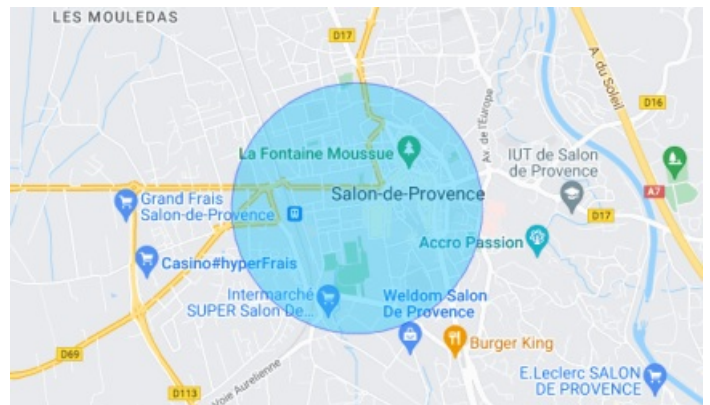 LES MOULEDAS
D17
A. du Soleil
D16
Av. de l'Europe
La Fontaine Moussue
IUT de Salon
de Provence
A7
Salon-de-Provence
Grand Frais
Salon-de-Provence
D17
Accro Passion
Casino#hyperFrais
Intermarché
SUPER Salon De...
Weldom Salon
De Provence
Burger King
D69
E.Leclerc SALON
DE PROVENCE
D113
Voie Aurelienne